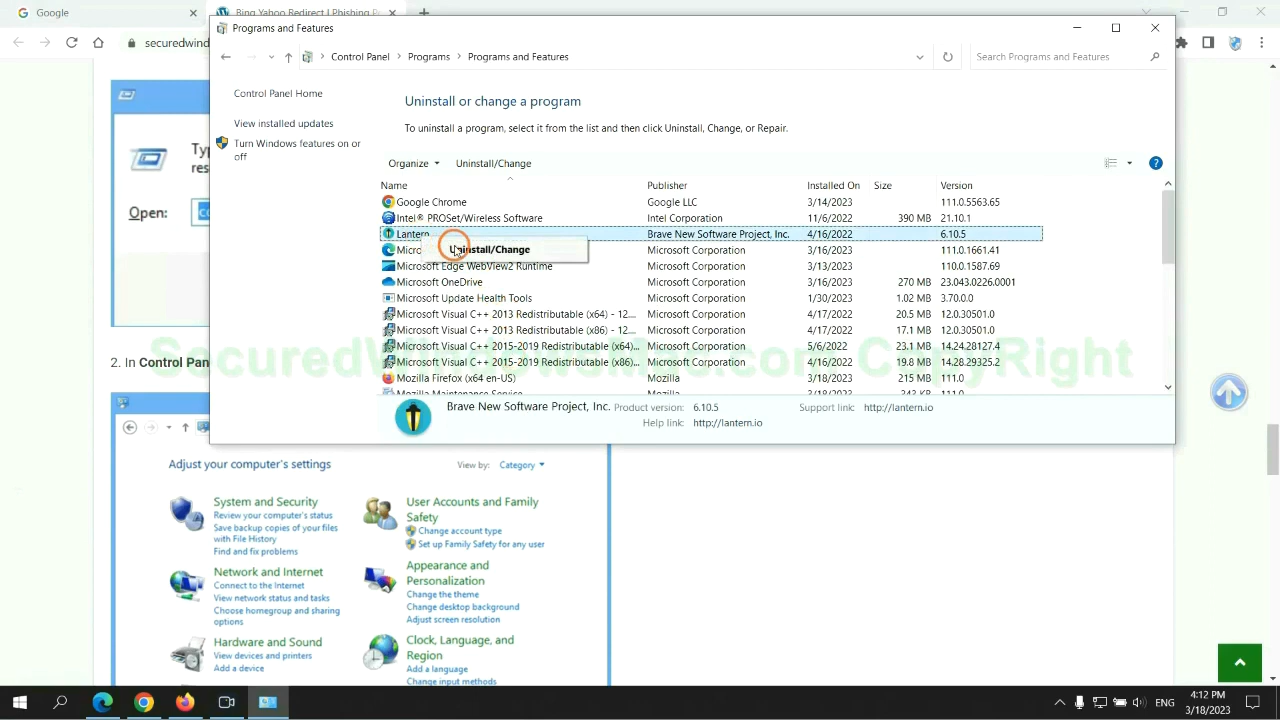 Google
Bing Yahoo Redirect | Phishing P
securedwind
Programs and Features
Control Panel
Programs
Programs and Features
Search Programs and Features
Control Panel Home
View installed updates
Turn Windows features on or
off
Uninstall or change a program
To uninstall a program, select it from the list and then click Uninstall, Change, or Repair.
Organize
Uninstall/Change
Name Publisher Installed On Size Version
Google Chrome Google LLC 3/14/2023 111.0.5563.65
Intel® PROSet/Wireless Software Intel Corporation 11/6/2022 390 MB 21.10.1
Lantern Brave New Software Project, Inc. 4/16/2022 6.10.5
Micro Microsoft Corporation 3/16/2023 111.0.1661.41
Uninstall/Change
Microsoft Edge WebView2 Runtime Microsoft Corporation 3/13/2023 110.0.1587.69
Microsoft OneDrive Microsoft Corporation 3/16/2023 270 MB 23.043.0226.0001
Microsoft Update Health Tools Microsoft Corporation 1/30/2023 1.02 MB 3.70.0.0
Microsoft Visual C++ 2013 Redistributable (x64) - 12.... Microsoft Corporation 4/17/2022 20.5 MB 12.0.30501.0
Microsoft Visual C++ 2013 Redistributable (x86) - 12.... Microsoft Corporation 4/17/2022 17.1 MB 12.0.30501.0
Microsoft Visual C++ 2015-2019 Redistributable (x64)... Microsoft Corporation 5/6/2022 23.1 MB 14.24.28127.4
Microsoft Visual C++ 2015-2019 Redistributable (x86)... Microsoft Corporation 4/16/2022 19.8 MB 14.28.29325.2
Mozilla Firefox (x64 en-US) Mozilla 3/18/2023 215 MB 111.0
Mozilla Maintenance Service Mozilla 3/18/2023 343 KB 111.0
Brave New Software Project, Inc. Product version: 6.10.5 Support link: http://lantern.io
Help link: http://lantern.io
Typ
res
Open:
2. In Control Pan
Adjust your computer's settings
View by: Category
System and Security
Review your computer's status
Save backup copies of your files
with File History
Find and fix problems
Network and Internet
Connect to the Internet
View network status and tasks
Choose homegroup and sharing
options
Hardware and Sound
View devices and printers
Add a device
User Accounts and Family
Safety
Change account type
Set up Family Safety for any user
Appearance and
Personalization
Change the theme
Change desktop background
Adjust screen resolution
Clock, Language, and
Region
Add a language
Change input methods
ENG
4:12 PM
3/18/2023